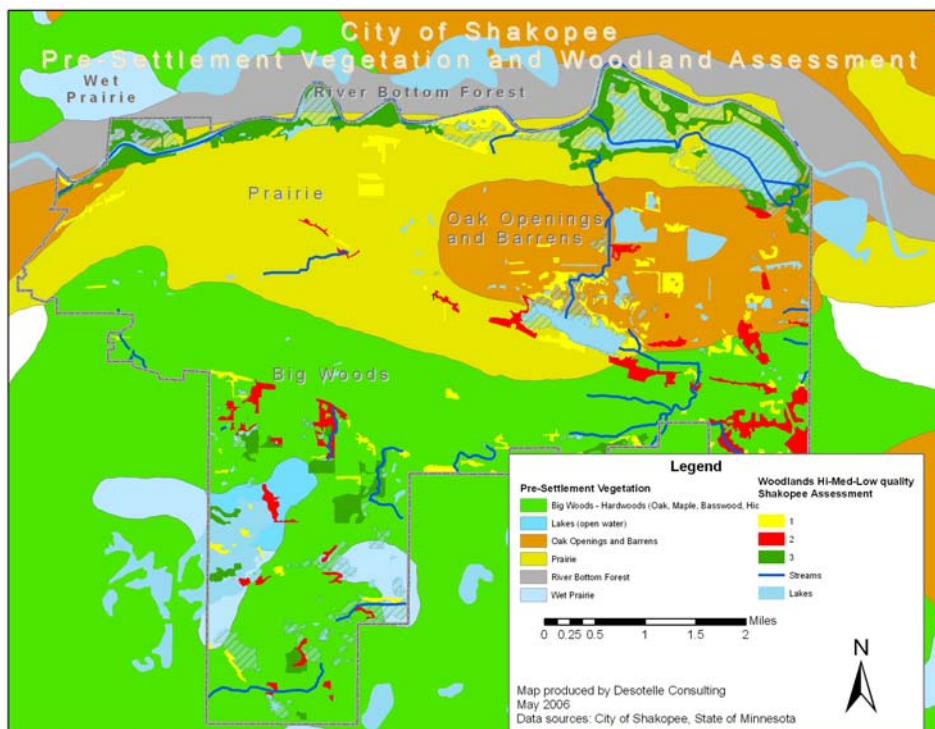 City of Shakopee
Pre-Settlement Vegetation and Woodland Assessment
Wet
Prairie
River Bottom Forest
Prairie
Oak Openings
and Barrens
Big Woods
Legend
Pre-Settlement Vegetation
Big Woods - Hardwoods (Oak, Maple, Basswood, Hic
Lakes (open water)
Oak Openings and Barrens
Prairie
River Bottom Forest
Wet Prairie
Woodlands Hi-Med-Low quality
Shakopee Assessment
1
2
3
Streams
Lakes
Miles
0 0.25 0.5 1 1.5 2
N
Map produced by Desotelle Consulting
May 2006
Data sources: City of Shakopee, State of Minnesota